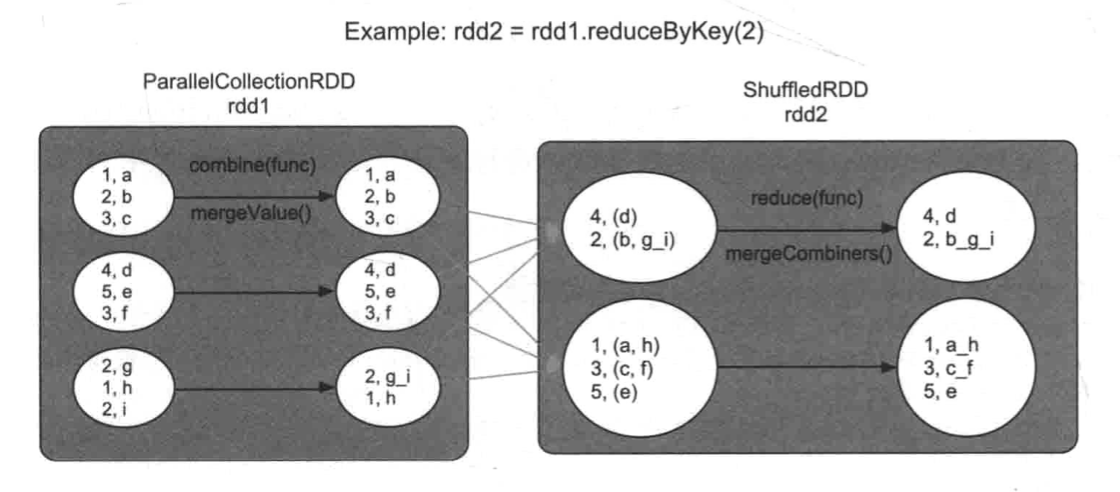 Example: rdd2 = rdd1.reduceByKey(2)
ParallelCollectionRDD
rdd1
1, a
2, b
3, c
combine(func)
mergeValue()
1, a
2, b
3, c
4, d
5, e
3, f
4, d
5, e
3, f
2, g
1, h
2, i
2, g_i
1, h
ShuffledRDD
rdd2
4, (d)
2, (b, g_i)
reduce(func)
mergeCombiners()
4, d
2, b_g_i
1, (a, h)
3, (c, f)
5, (e)
1, a_h
3, c_f
5, e